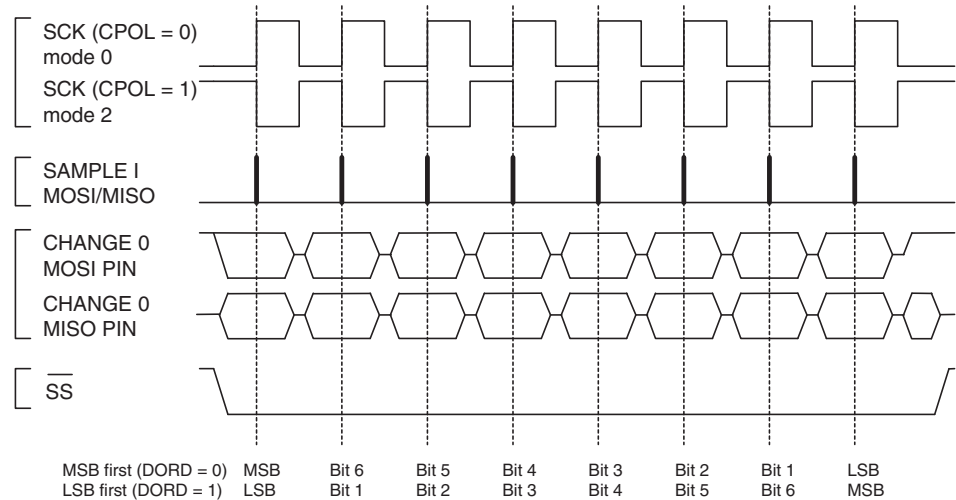 SCK (CPOL = 0)
mode 0
SCK (CPOL = 1)
mode 2
SAMPLE I
MOSI/MISO
CHANGE 0
MOSI PIN
CHANGE 0
MISO PIN
SS
MSB first (DORD = 0) MSB Bit 6 Bit 5 Bit 4 Bit 3 Bit 2 Bit 1 LSB
LSB first (DORD = 1) LSB Bit 1 Bit 2 Bit 3 Bit 4 Bit 5 Bit 6 MSB